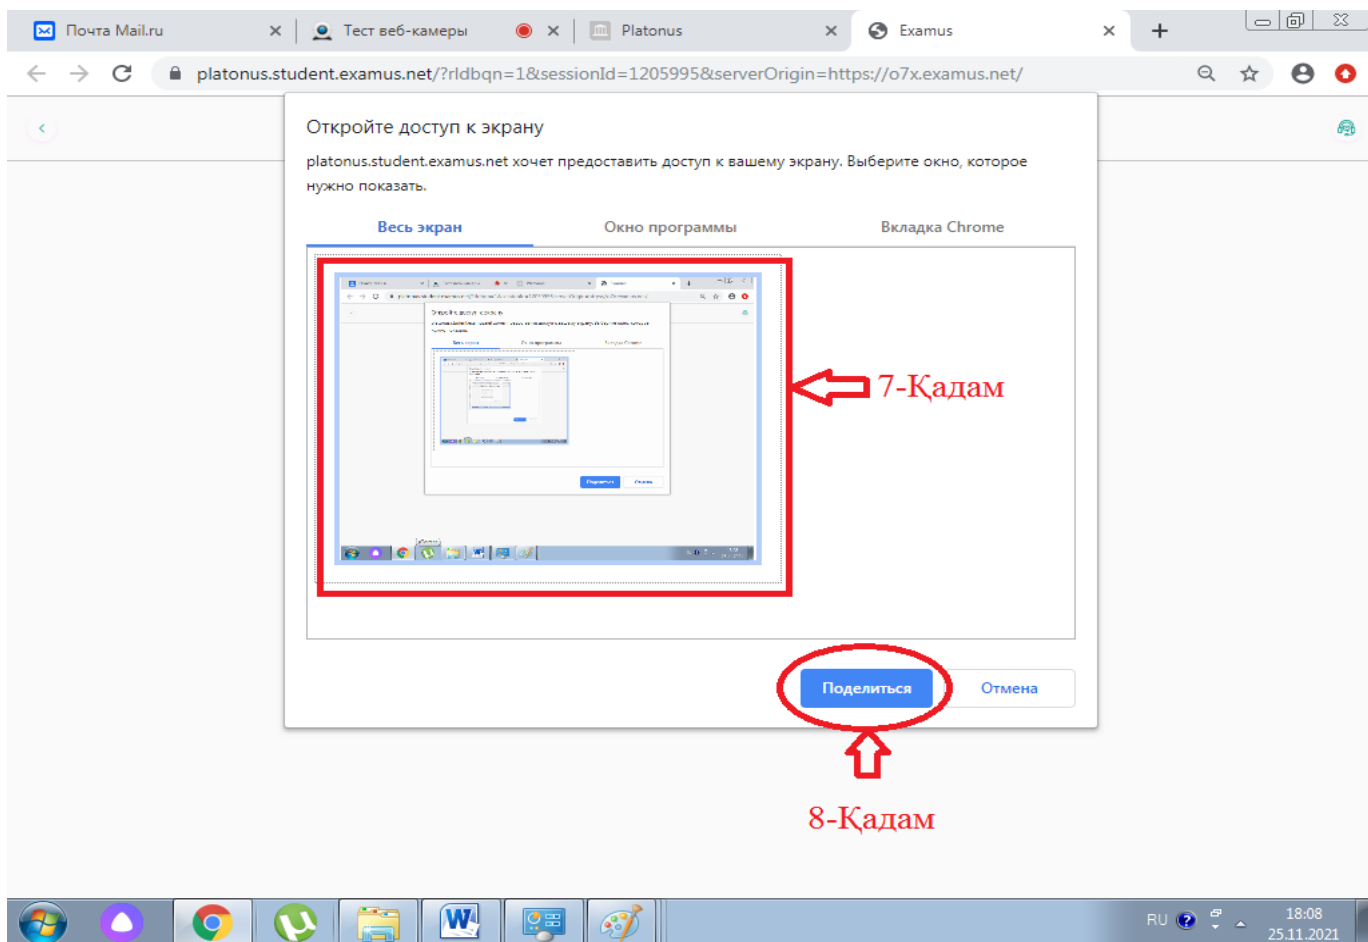 Почта Mail.ru
Тест веб-камеры
Platonus
Examus
platonus.student.examus.net/?rldbqn=1&sessionId=1205995&serverOrigin=https://o7x.examus.net/
Откройте доступ к экрану
platonus.student.examus.net хочет предоставить доступ к вашему экрану. Выберите окно, которое
нужно показать.
Весь экран
Окно программы
Вкладка Chrome
7-Қадам
Поделиться
Отмена
8-Қадам
RU
18:08
25.11.2021